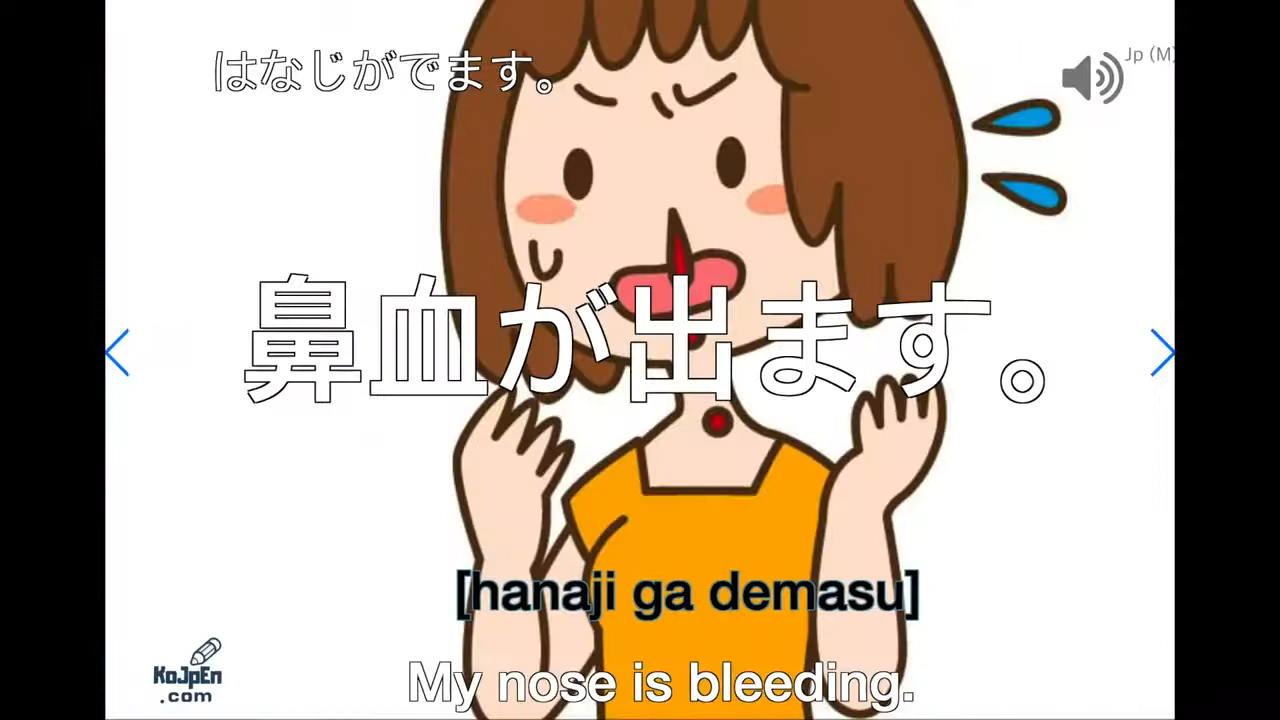 はなじがでます。
Jp (M)
鼻血が出ます。
[hanaji ga demasu]
KoJpEn
.com
My nose is bleeding.